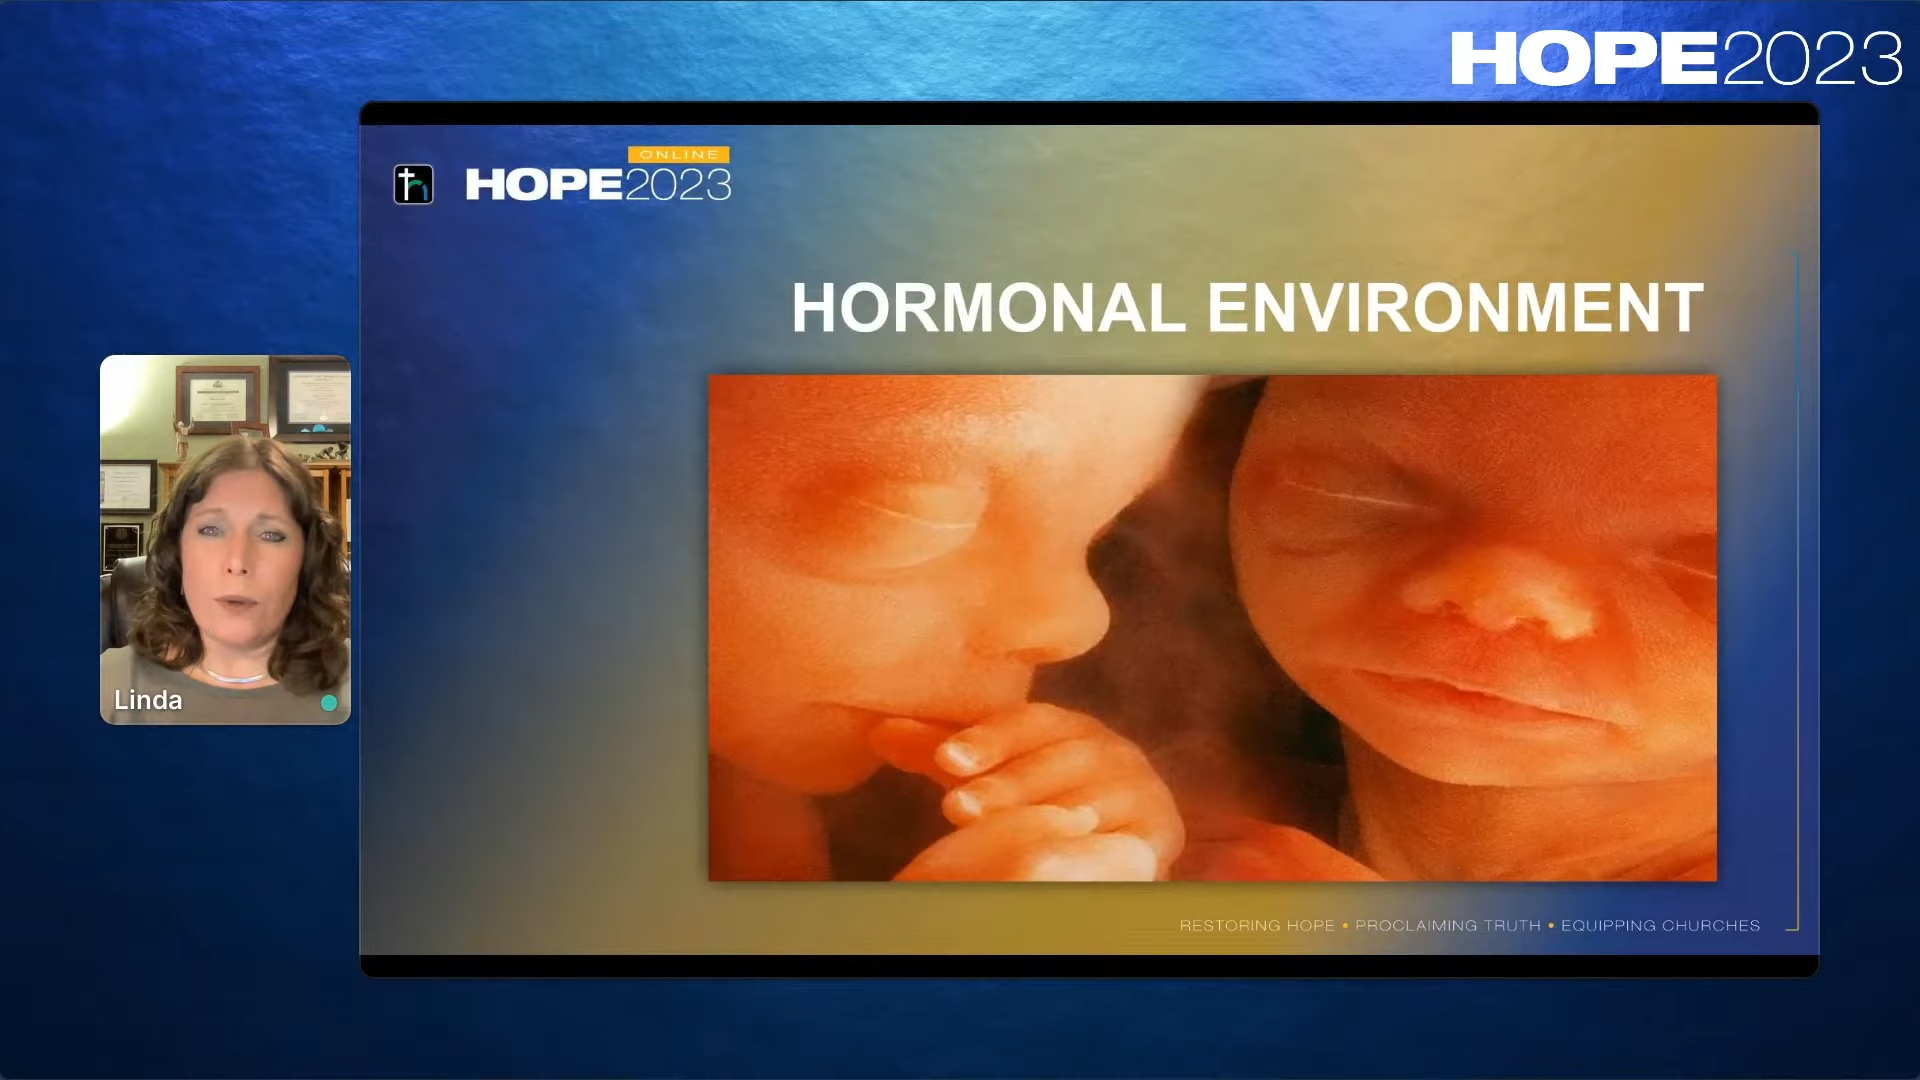 HOPE2023
ONLINE
HOPE2023
HORMONAL ENVIRONMENT
Linda
RESTORING HOPE • PROCLAIMING TRUTH • EQUIPPING CHURCHES